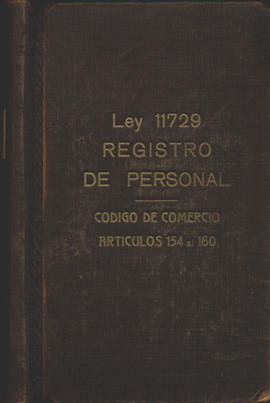 Ley 11729
REGISTRO
DE PERSONAL
CODIGO DE COMERCIO
ARTICULOS 154 al 160